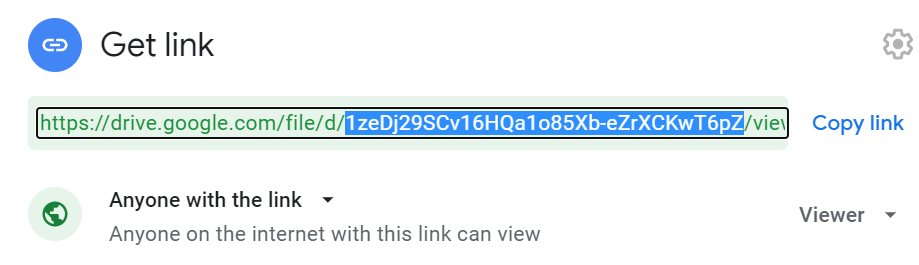 Get link
https://drive.google.com/file/d/1zeDj29SCv16HQa1o85Xb-eZrXCKwT6pZ/view
Copy link
Anyone with the link
Viewer
Anyone on the internet with this link can view